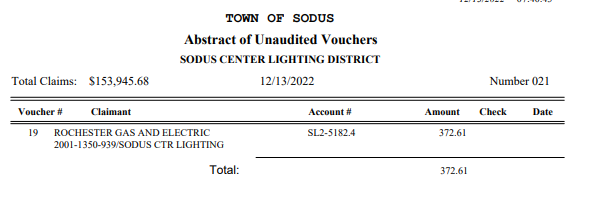 TOWN OF SODUS
Abstract of Unaudited Vouchers
SODUS CENTER LIGHTING DISTRICT
Total Claims: $153,945.68 12/13/2022 Number 021
Voucher # Claimant Account # Amount Check Date
19 ROCHESTER GAS AND ELECTRIC SL2-5182.4 372.61
2001-1350-939/SODUS CTR LIGHTING
Total: 372.61